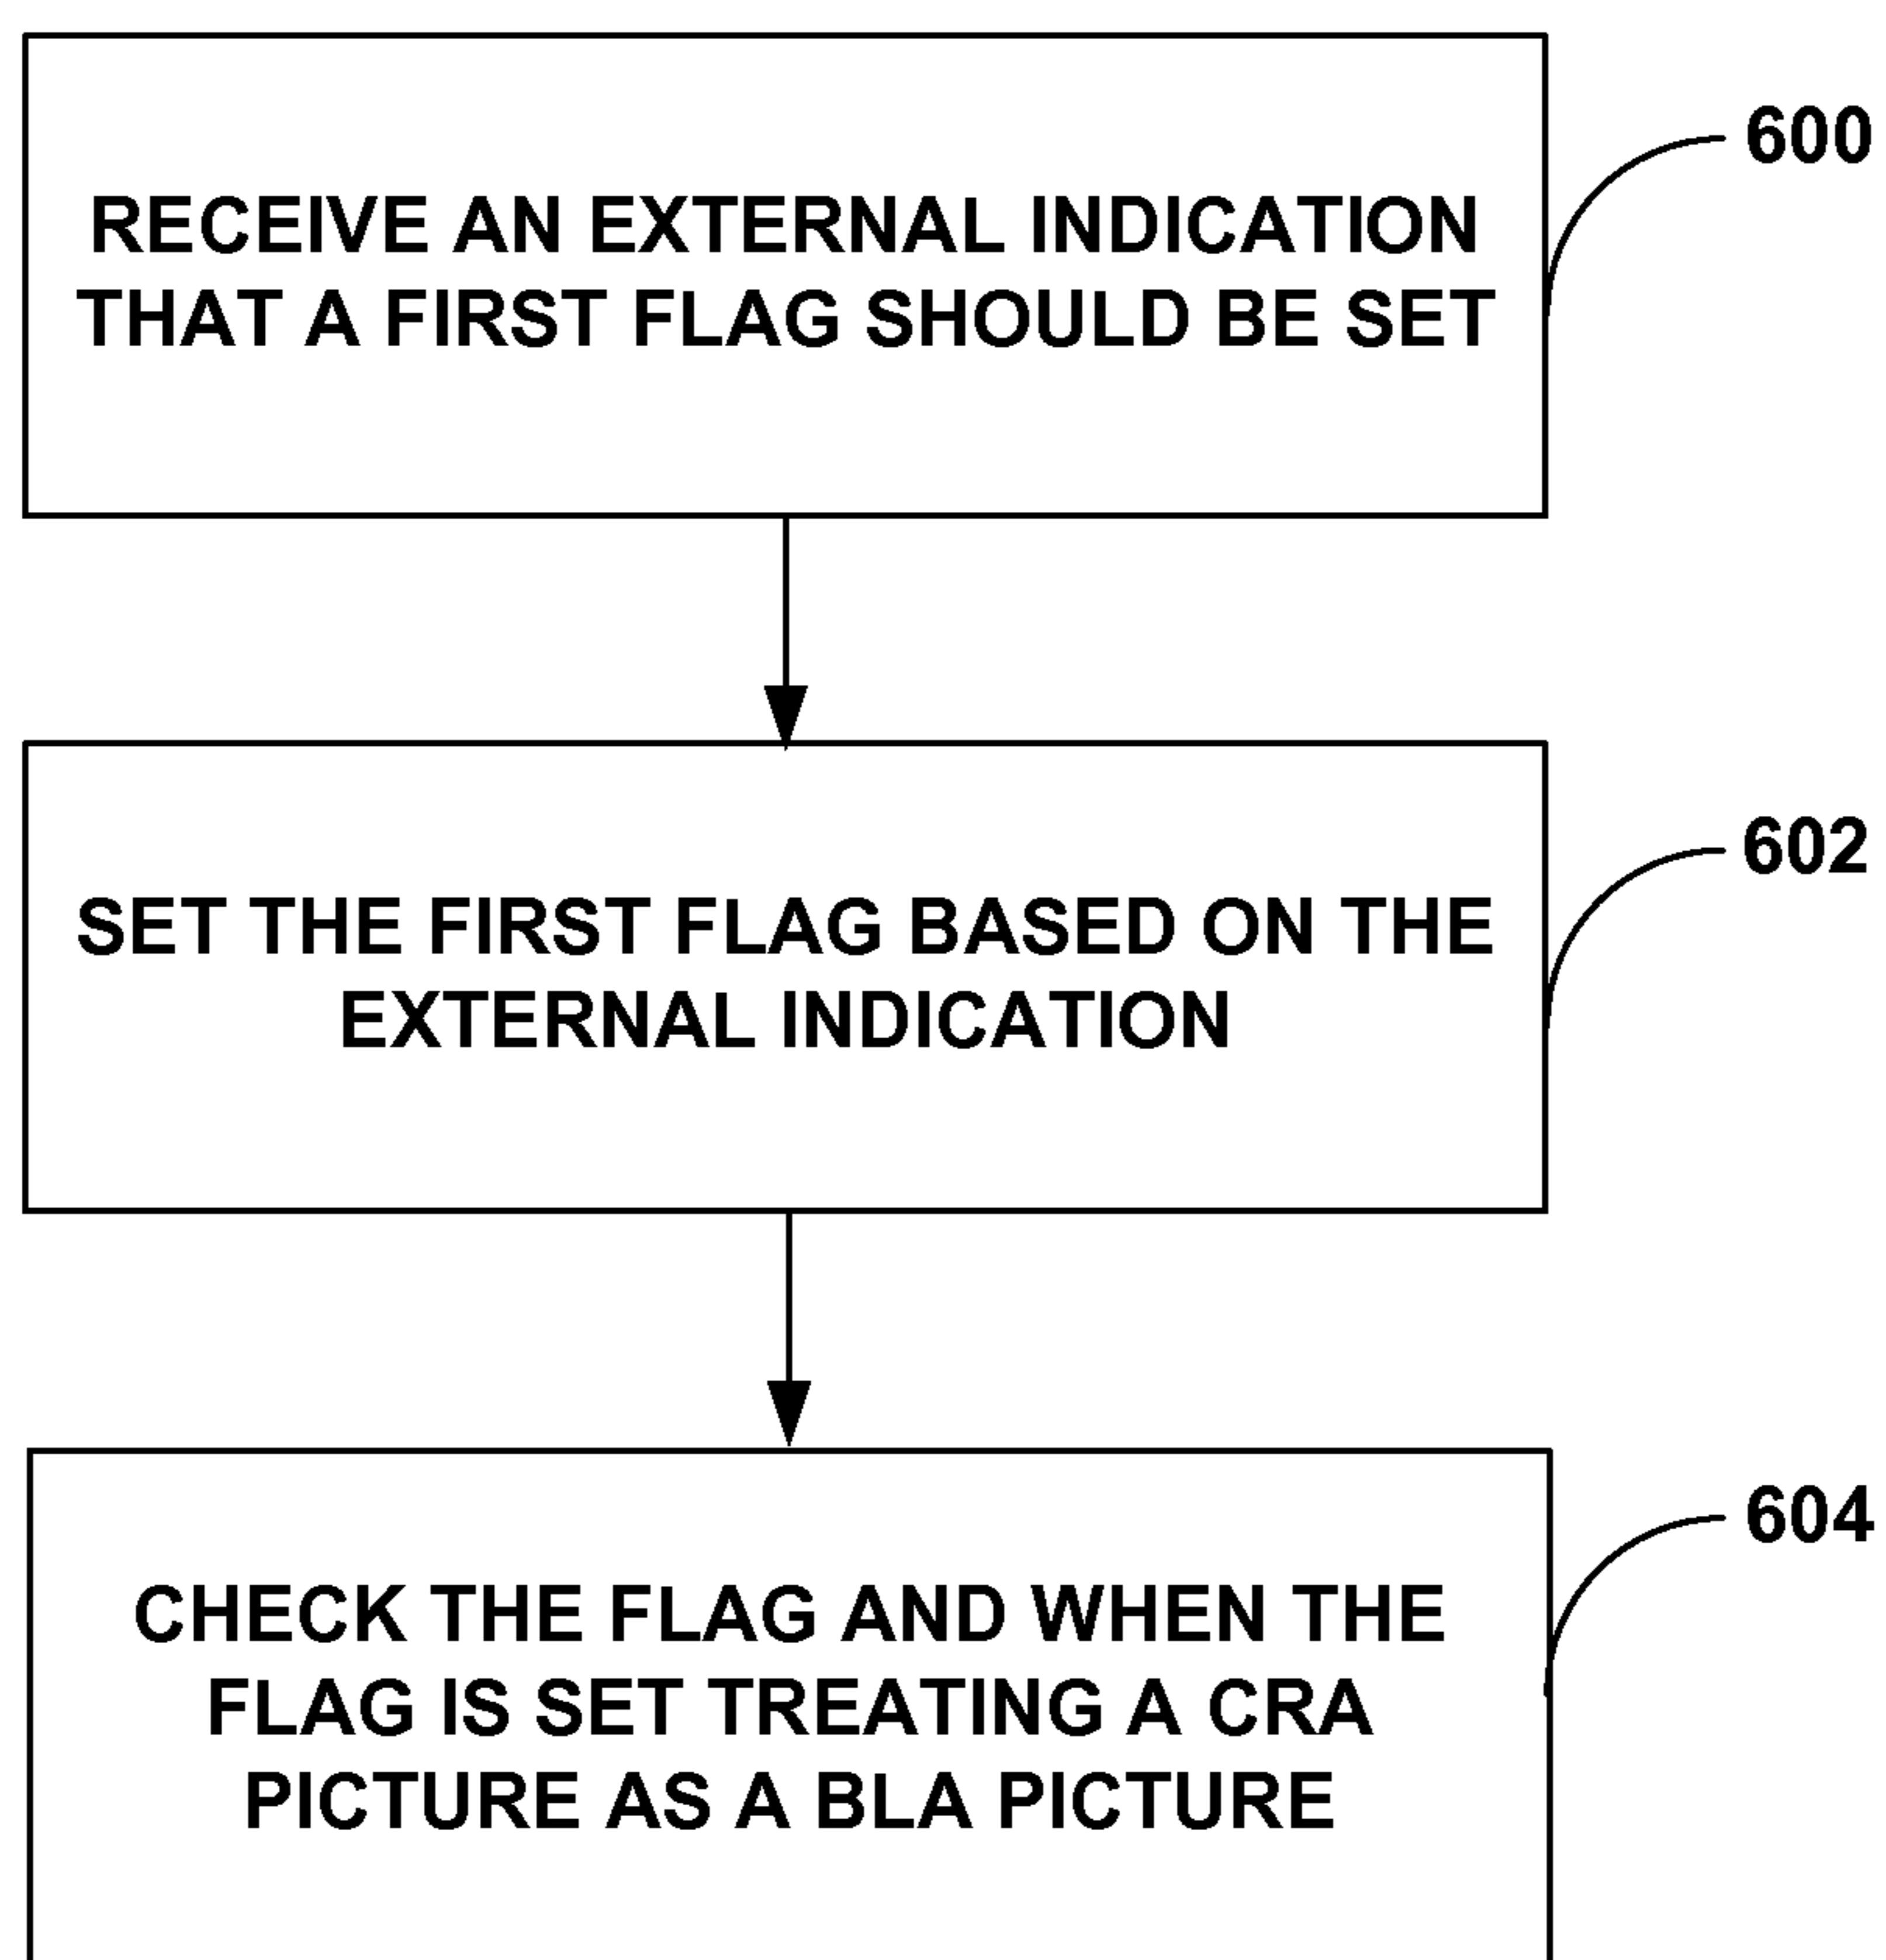 RECEIVE AN EXTERNAL INDICATION
THAT A FIRST FLAG SHOULD BE SET
600
SET THE FIRST FLAG BASED ON THE
EXTERNAL INDICATION
602
CHECK THE FLAG AND WHEN THE
FLAG IS SET TREATING A CRA
PICTURE AS A BLA PICTURE
604